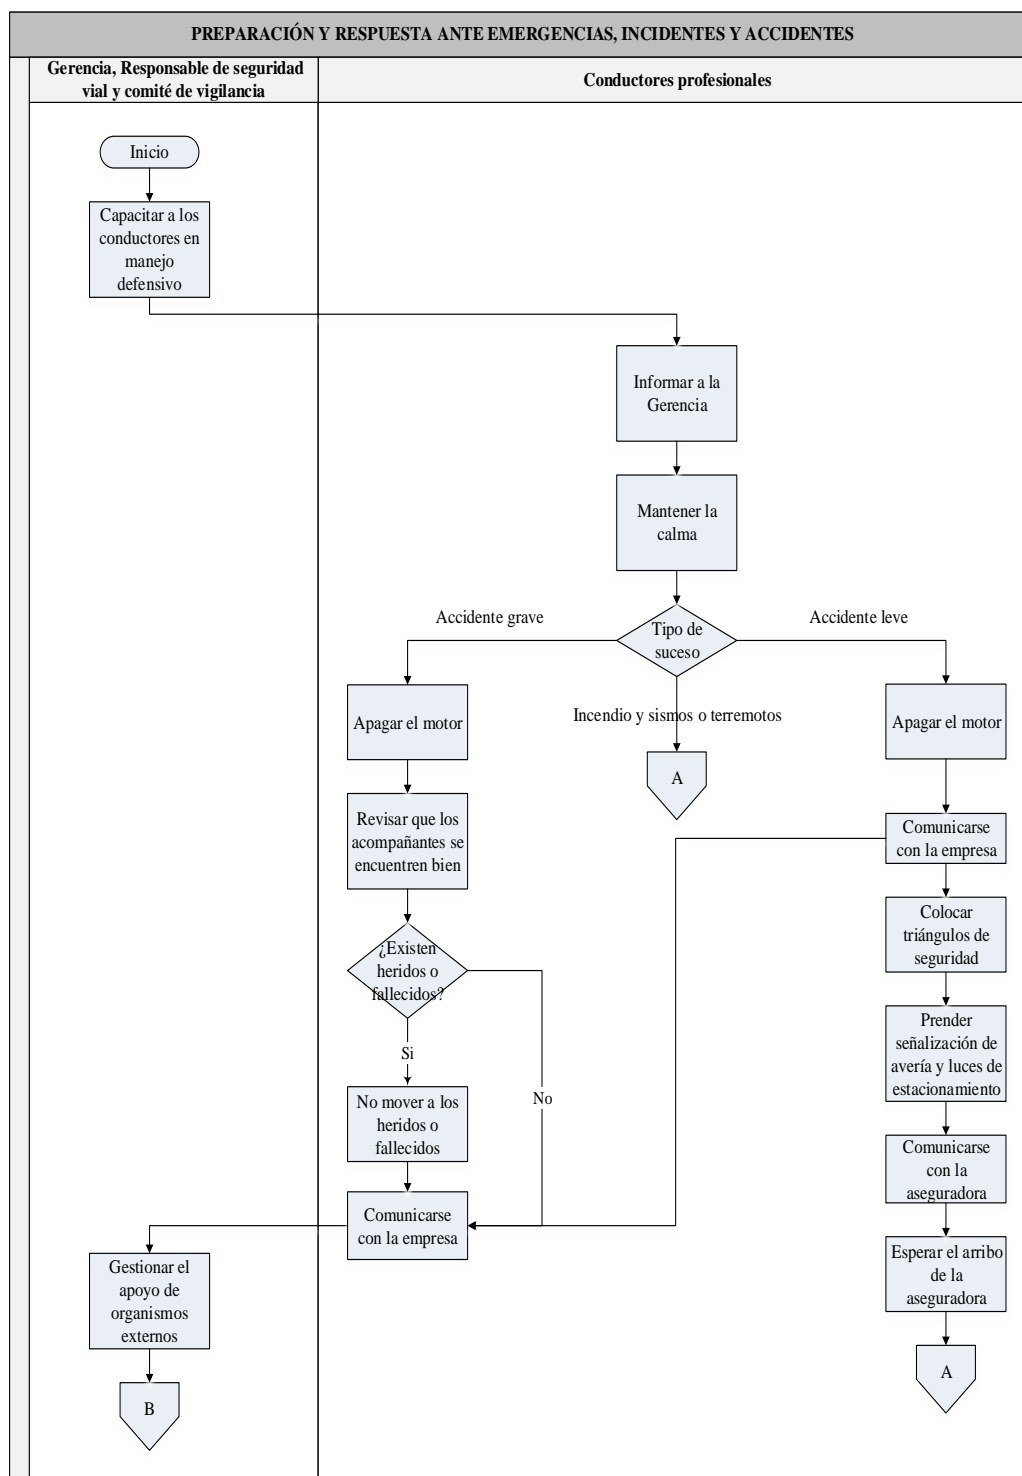 PREPARACIÓN Y RESPUESTA ANTE EMERGENCIAS, INCIDENTES Y ACCIDENTES
Gerencia, Responsable de seguridad
vial y comité de vigilancia
Conductores profesionales
Inicio
Capacitar a los
conductores en
manejo
defensivo
Informar a la
Gerencia
Mantener la
calma
Tipo de
suceso
Accidente grave
Accidente leve
Incendio y sismos o terremotos
A
Apagar el motor
Revisar que los
acompañantes se
encuentren bien
¿Existen
heridos o
fallecidos?
Si
No
No mover a los
heridos o
fallecidos
Comunicarse
con la empresa
Gestionar el
apoyo de
organismos
externos
B
Apagar el motor
Comunicarse
con la empresa
Colocar
triángulos de
seguridad
Prender
señalización de
avería y luces de
estacionamiento
Comunicarse
con la
aseguradora
Esperar el arribo
de la
aseguradora
A